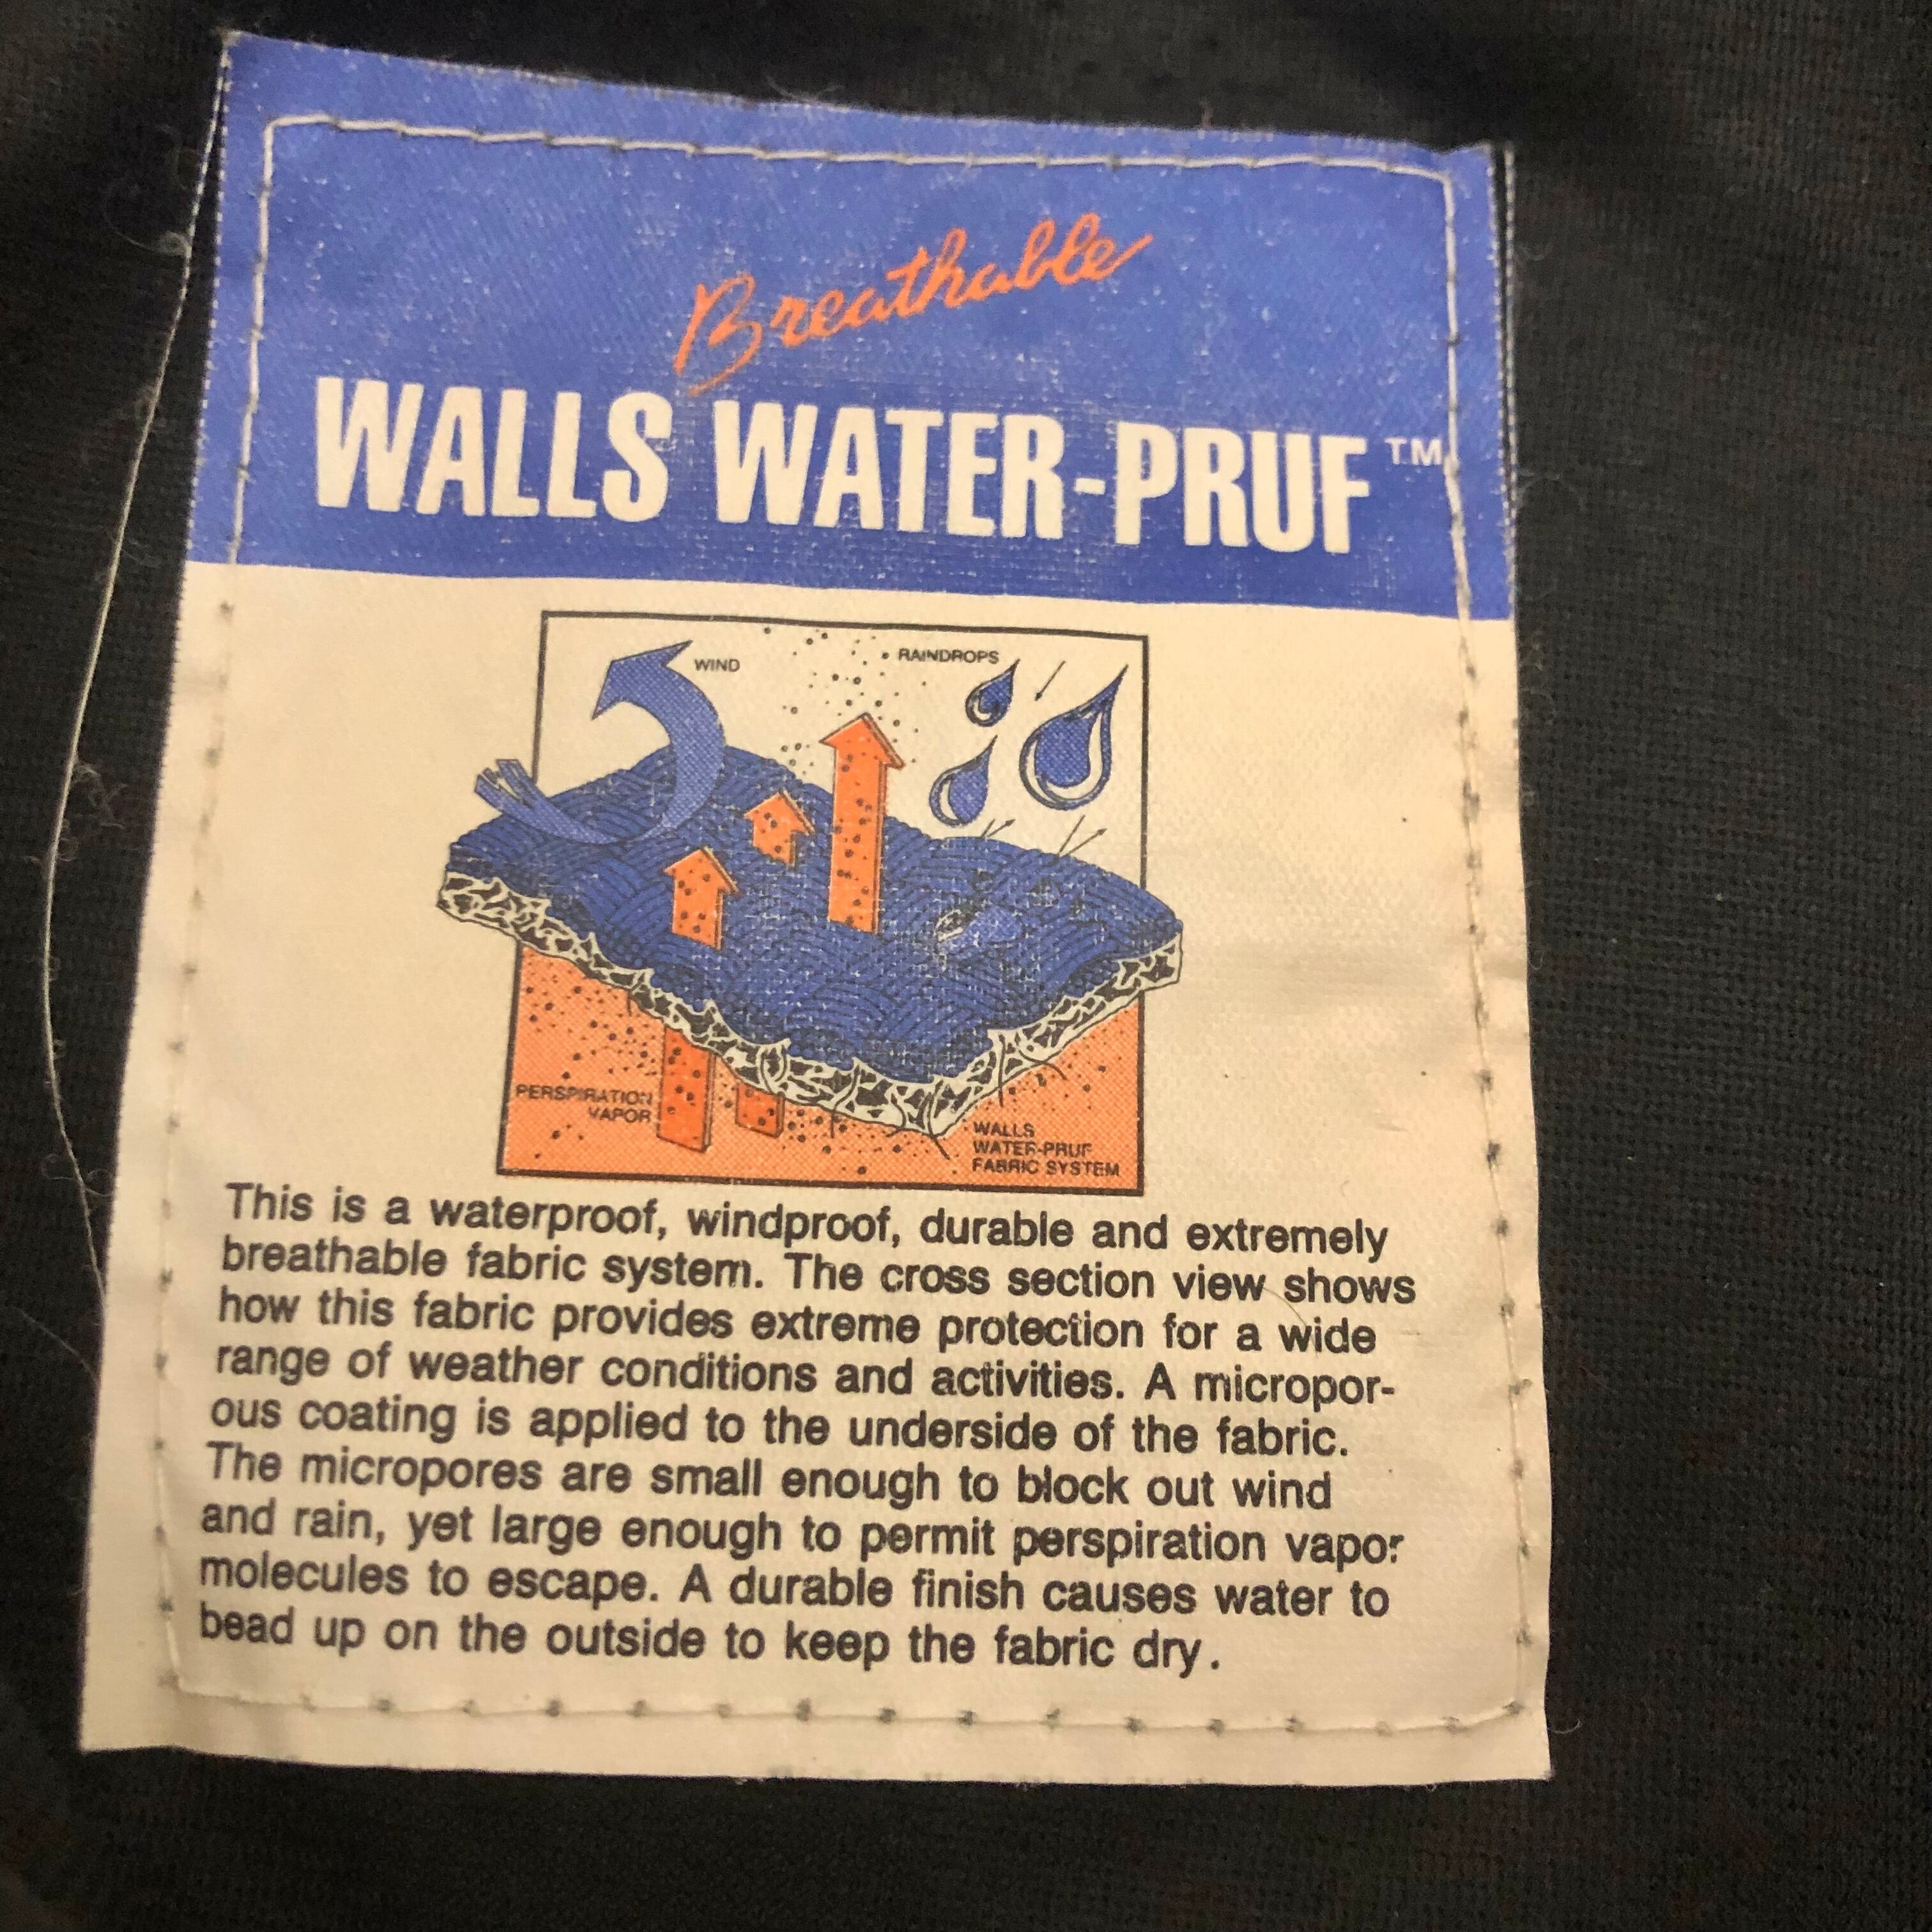 Breathable
WALLS WATER-PRUF™
WIND
RAINDROPS
PERSPIRATION
VAPOR
WALLS
WATER-PRUF
FABRIC SYSTEM
This is a waterproof, windproof, durable and extremely
breathable fabric system. The cross section view shows
how this fabric provides extreme protection for a wide
range of weather conditions and activities. A micropor-
ous coating is applied to the underside of the fabric.
The micropores are small enough to block out wind
and rain, yet large enough to permit perspiration vapor
molecules to escape. A durable finish causes water to
bead up on the outside to keep the fabric dry.